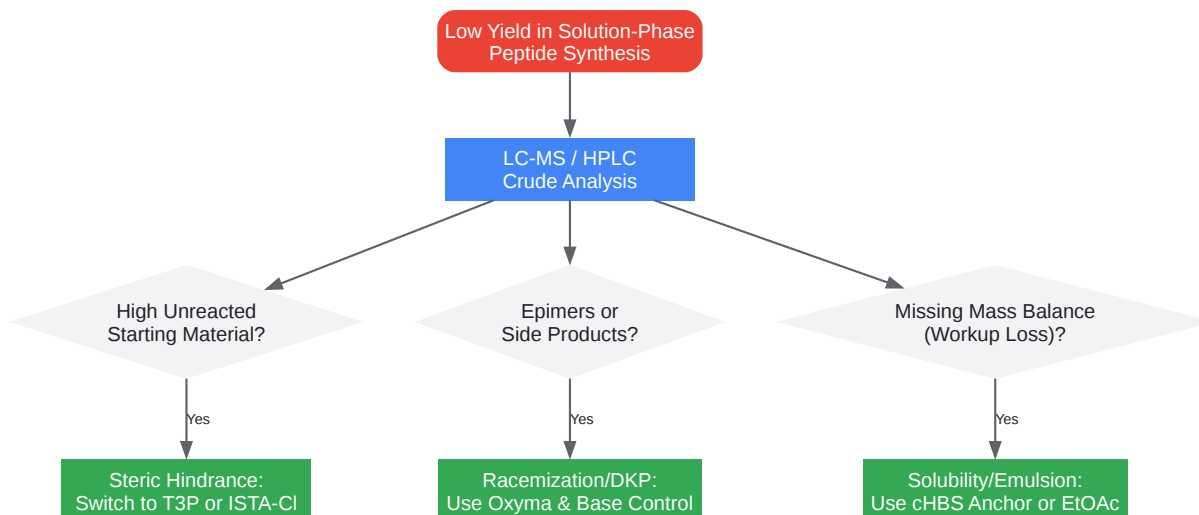 Low Yield in Solution-Phase
Peptide Synthesis
LC-MS / HPLC
Crude Analysis
High Unreacted
Starting Material?
Epimers or
Side Products?
Missing Mass Balance
(Workup Loss)?
Yes
Yes
Yes
Steric Hindrance:
Switch to T3P or ISTA-Cl
Racemization/DKP:
Use Oxyma & Base Control
Solubility/Emulsion:
Use cHBS Anchor or EtOAc